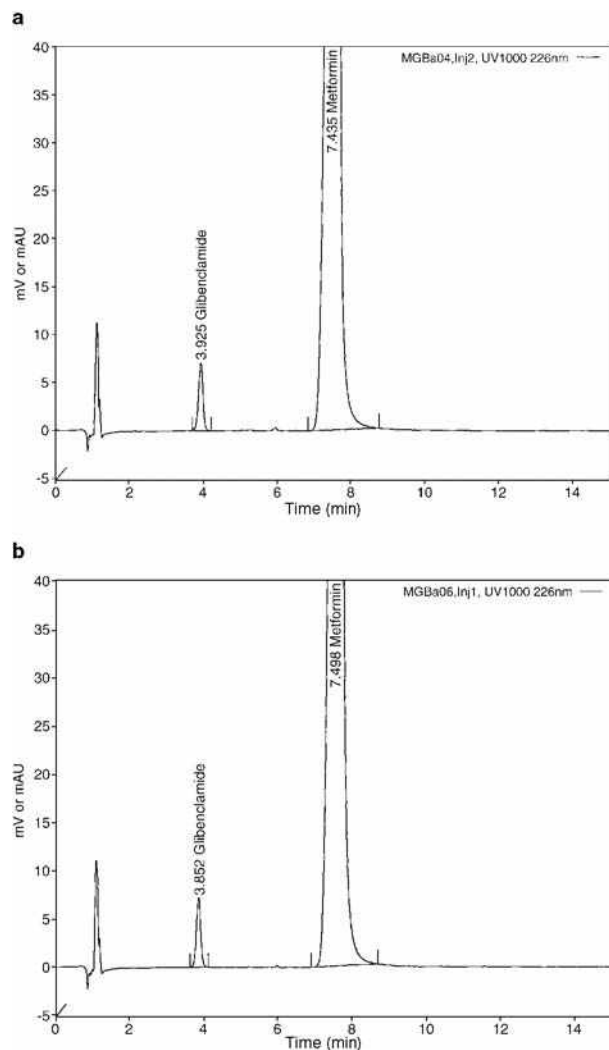 a
40
35
30
25
20
15
10
5
0
-5
mV or mAU
MGBa04,Inj2, UV1000 226nm
3.925 Glibenclamide
7.435 Metformin
0 2 4 6 8 10 12 14
Time (min)
b
40
35
30
25
20
15
10
5
0
-5
mV or mAU
MGBa06,Inj1, UV1000 226nm
3.852 Glibenclamide
7.498 Metformin
0 2 4 6 8 10 12 14
Time (min)